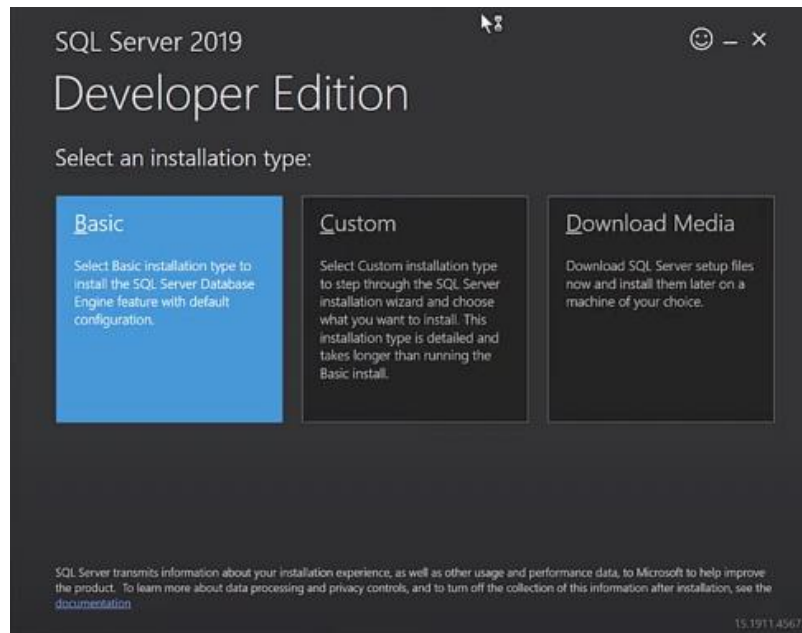 SQL Server 2019
Developer Edition
Select an installation type:
Basic
Select Basic installation type to
install the SQL Server Database
Engine feature with default
configuration.
Custom
Select Custom installation type
to step through the SQL Server
installation wizard and choose
what you want to install. This
installation type is detailed and
takes longer than running the
Basic install.
Download Media
Download SQL Server setup files
now and install them later on a
machine of your choice.
SQL Server transmits information about your installation experience, as well as other usage and performance data, to Microsoft to help improve
the product. To learn more about data processing and privacy controls, and to turn off the collection of this information after installation, see the
documentation
15.1911.4567